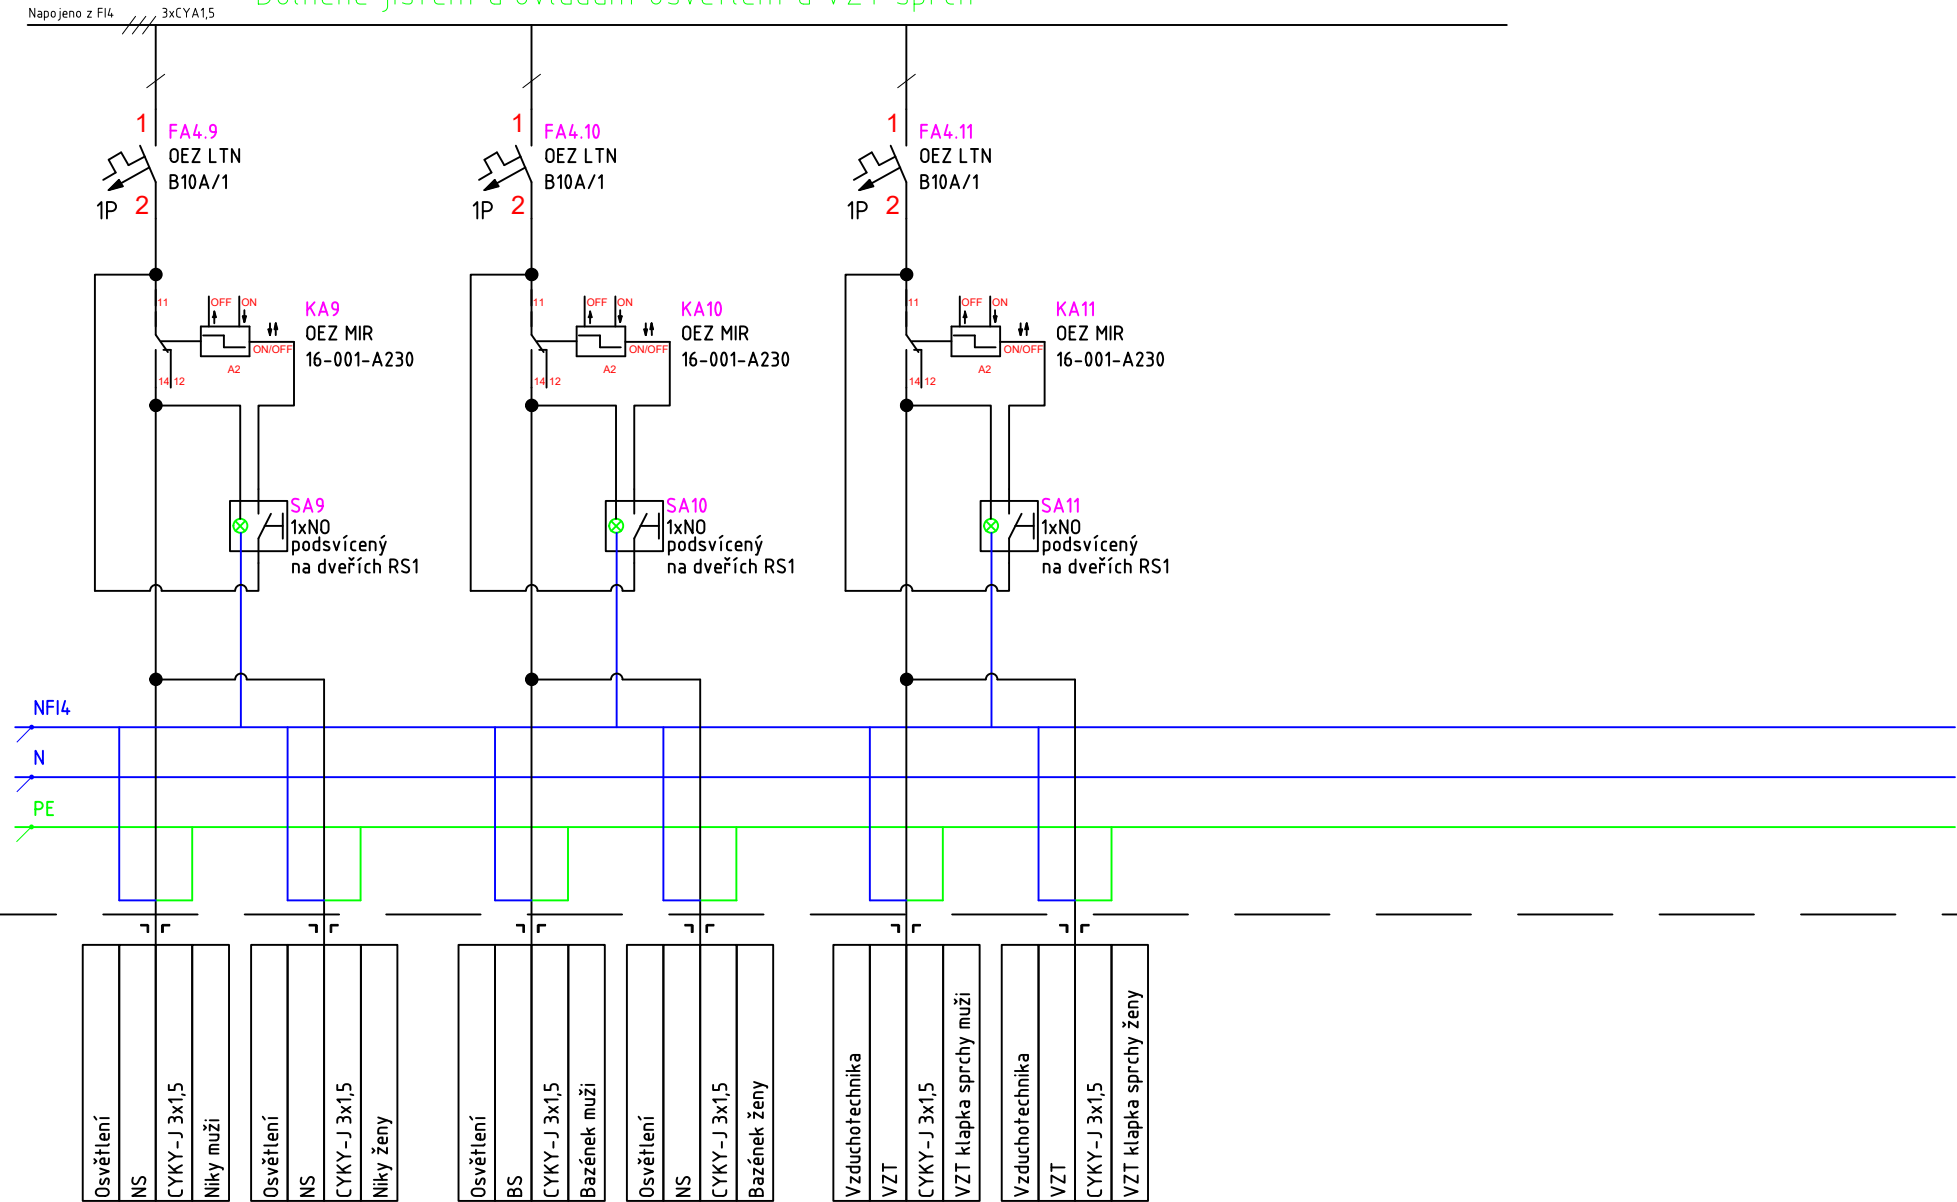 Napojeno z FI4
3xCYA1,5
1
FA4.9
OEZ LTN
B10A/1
1P
2
1
FA4.10
OEZ LTN
B10A/1
1P
2
1
FA4.11
OEZ LTN
B10A/1
1P
2
11
OFF
ON
ON/OFF
A2
14
12
KA9
OEZ MIR
16-001-A230
11
OFF
ON
ON/OFF
A2
14
12
KA10
OEZ MIR
16-001-A230
11
OFF
ON
ON/OFF
A2
14
12
KA11
OEZ MIR
16-001-A230
SA9
1xNO
podsvícený
na dveřích RS1
SA10
1xNO
podsvícený
na dveřích RS1
SA11
1xNO
podsvícený
na dveřích RS1
NFI4
N
PE
Osvětlení
NS
CYKY-J 3x1,5
Niky muži
Osvětlení
NS
CYKY-J 3x1,5
Niky ženy
Osvětlení
BS
CYKY-J 3x1,5
Bazének muži
Osvětlení
NS
CYKY-J 3x1,5
Bazének ženy
Vzduchotechnika
VZT
CYKY-J 3x1,5
VZT klapka sprchy muži
Vzduchotechnika
VZT
CYKY-J 3x1,5
VZT klapka sprchy ženy